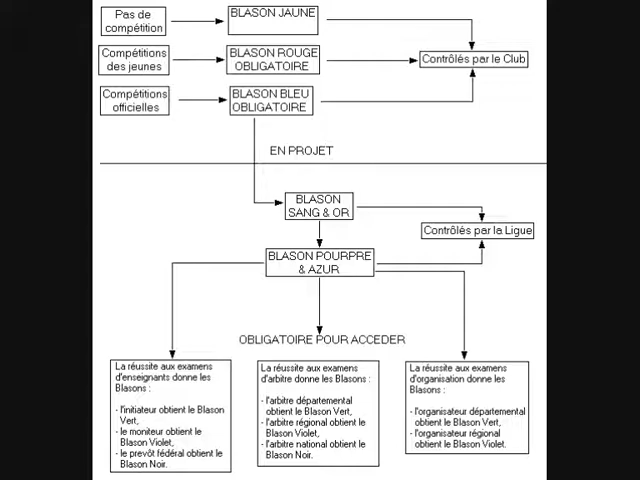 Pas de
compétition
BLASON JAUNE
Compétitions
des jeunes
BLASON ROUGE
OBLIGATOIRE
Contrôlés par le Club
Compétitions
officielles
BLASON BLEU
OBLIGATOIRE
EN PROJET
BLASON
SANG & OR
Contrôlés par la Ligue
BLASON POURPRE
& AZUR
OBLIGATOIRE POUR ACCEDER
La réussite aux examens
d'enseignants donne les
Blasons :
- l'initiateur obtient le Blason
Vert,
- le moniteur obtient le
Blason Violet,
- le prevôt fédéral obtient le
Blason Noir.
La réussite aux examens
d'arbitre donne les Blasons :
- l'arbitre départemental
obtient le Blason Vert,
- l'arbitre régional obtient le
Blason Violet,
- l'arbitre national obtient le
Blason Noir.
La réussite aux examens
d'organisation donne les
Blasons :
- l'organisateur départemental
obtient le Blason Vert,
- l'organisateur régional
obtient le Blason Violet.